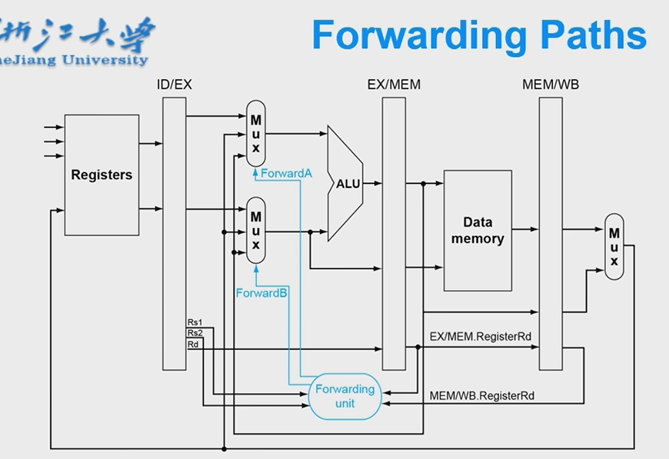 浙江大学
Forwarding Paths
ZheJiang University
ID/EX
EX/MEM
MEM/WB
Mux
ForwardA
Registers
ALU
Mux
Data
memory
Mux
ForwardB
Rs1
Rs2
Rd
EX/MEM.RegisterRd
Forwarding
unit
MEM/WB.RegisterRd